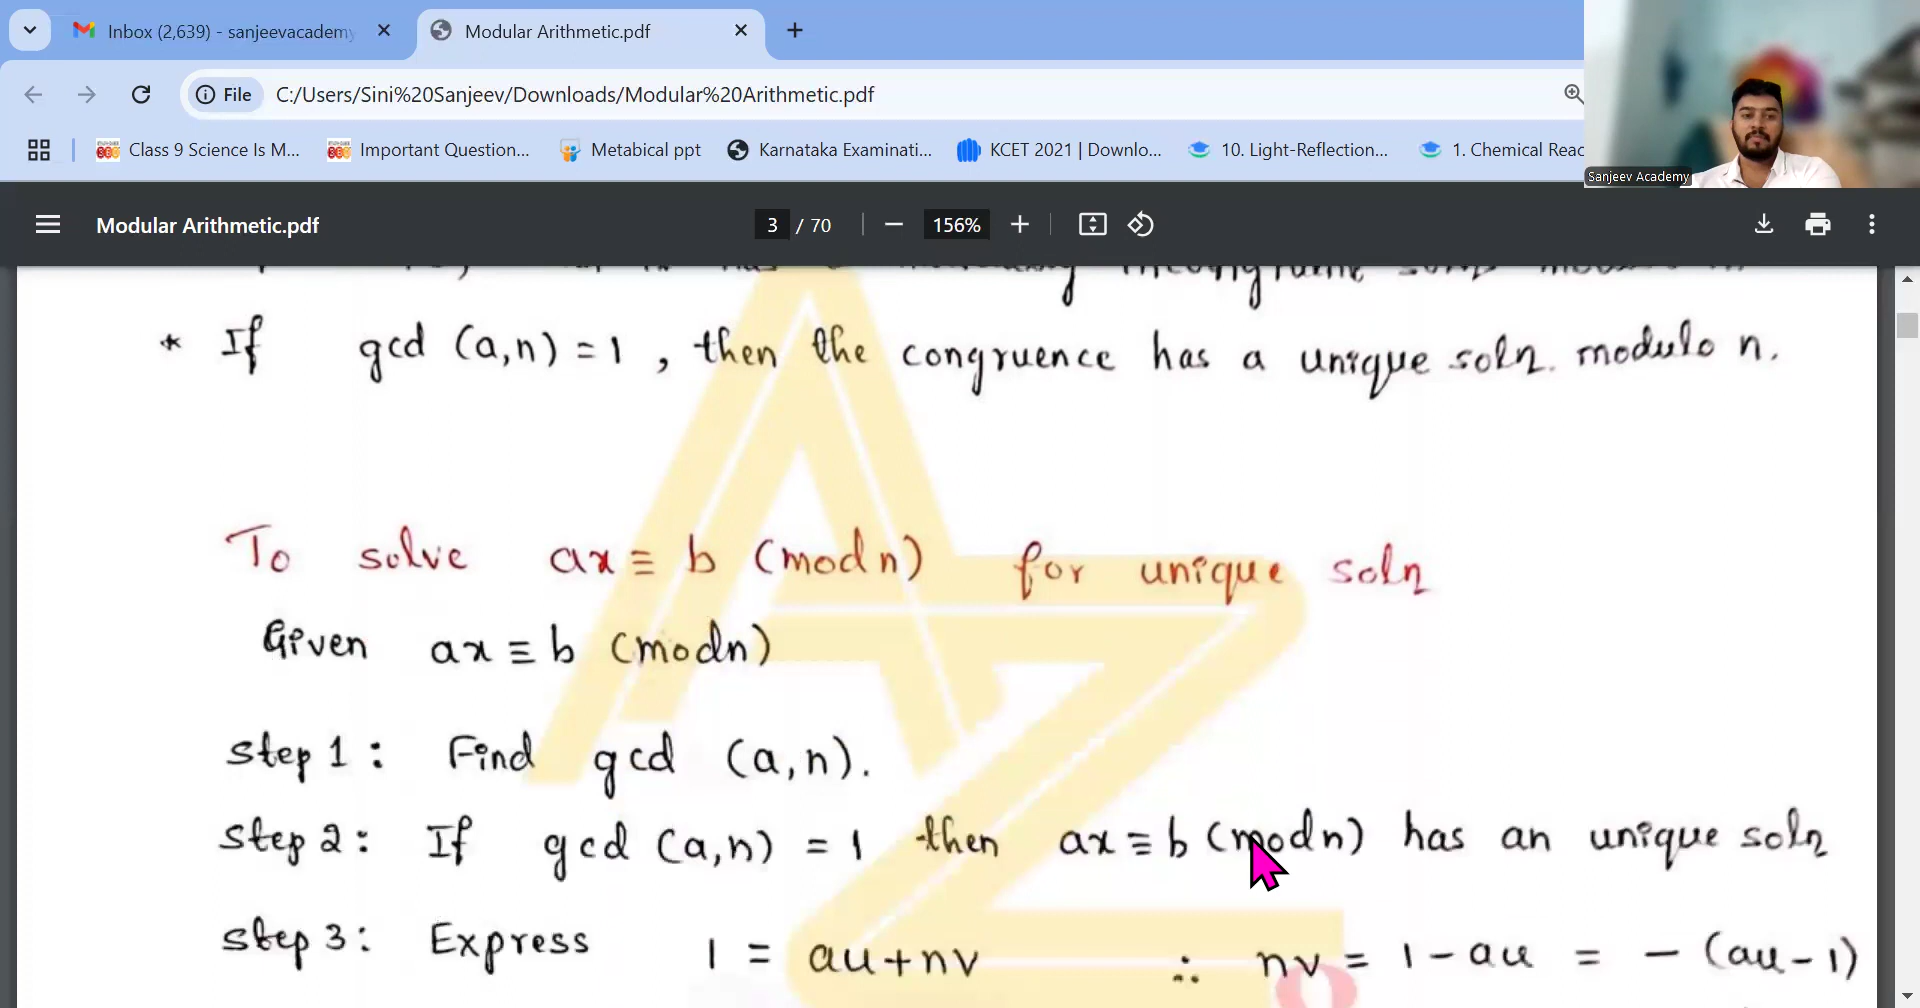 Inbox (2,639) - sanjeevacademy
Modular Arithmetic.pdf
File C:/Users/Sini%20Sanjeev/Downloads/Modular%20Arithmetic.pdf
Class 9 Science Is M... Important Question... Metabical ppt Karnataka Examinati... KCET 2021 | Downlo... 10. Light-Reflection... 1. Chemical Reac
Sanjeev Academy
Modular Arithmetic.pdf 3 / 70 156%
* If gcd (a,n) = 1 , then the congruence has a unique soln. modulo n.
To solve ax ≡ b (mod n) for unique soln
Given ax ≡ b (modn)
Step 1 : Find gcd (a,n).
Step 2 : If gcd (a,n) = 1 then ax ≡ b (modn) has an unique soln
Step 3 : Express 1 = au+nv ∴ nv = 1 - au = - (au - 1)